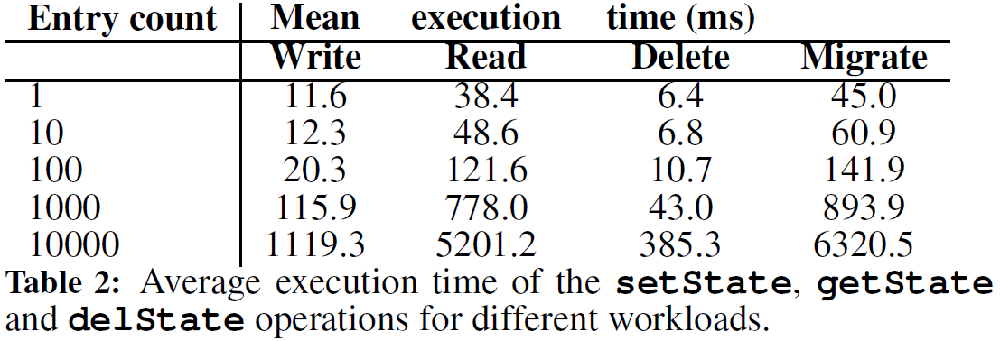 Entry count Mean execution time (ms)
Write Read Delete Migrate
1 11.6 38.4 6.4 45.0
10 12.3 48.6 6.8 60.9
100 20.3 121.6 10.7 141.9
1000 115.9 778.0 43.0 893.9
10000 1119.3 5201.2 385.3 6320.5
Table 2: Average execution time of the setState, getState
and delState operations for different workloads.